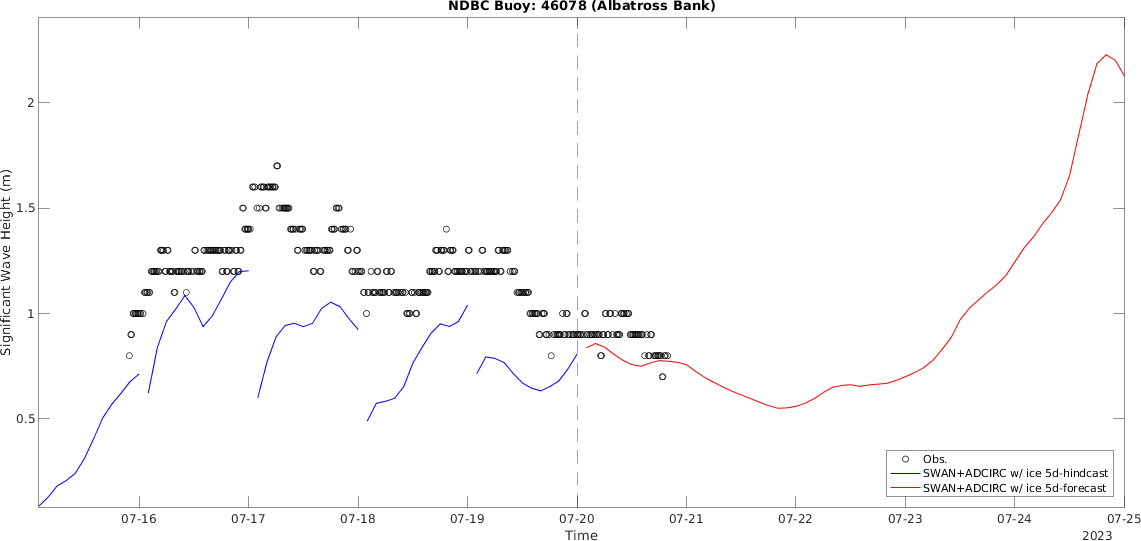 NDBC Buoy: 46078 (Albatross Bank)
2
1.5
1
0.5
Significant Wave Height (m)
Obs.
SWAN+ADCIRC w/ ice 5d-hindcast
SWAN+ADCIRC w/ ice 5d-forecast
07-16 07-17 07-18 07-19 07-20 07-21 07-22 07-23 07-24 07-25
Time
2023